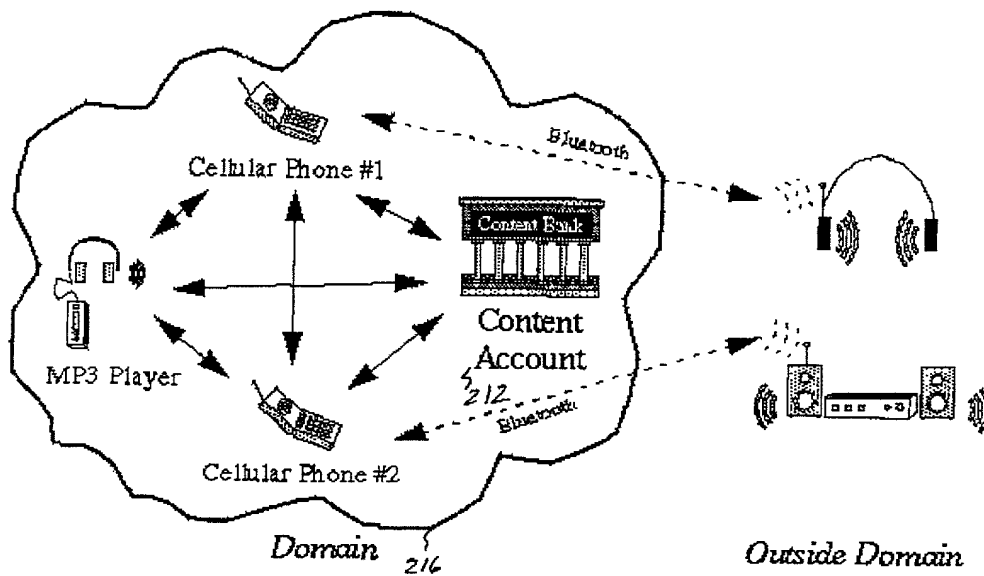 Bluetooth
Cellular Phone #1
Content Bank
Content
Account
212
MP3 Player
Bluetooth
Cellular Phone #2
Domain
216
Outside Domain